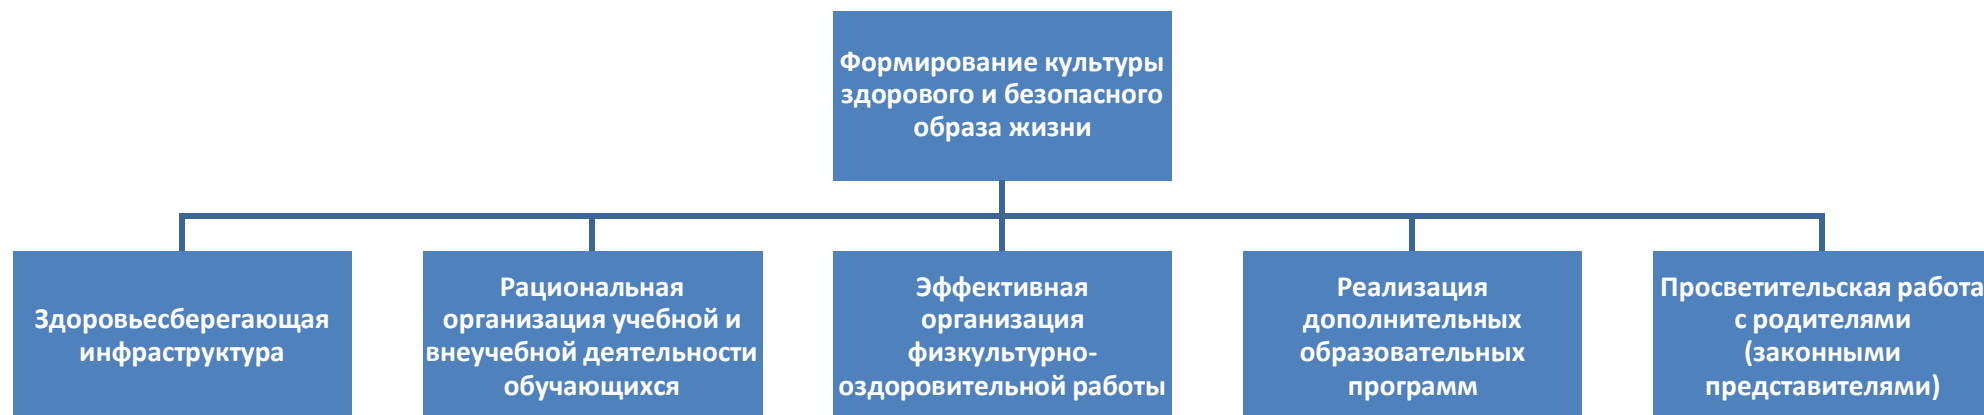 Формирование культуры
здорового и безопасного
образа жизни
Здоровьесберегающая
инфраструктура
Рациональная
организация учебной и
внеучебной деятельности
обучающихся
Эффективная
организация
физкультурно-
оздоровительной работы
Реализация
дополнительных
образовательных
программ
Просветительская работа
с родителями
(законными
представителями)